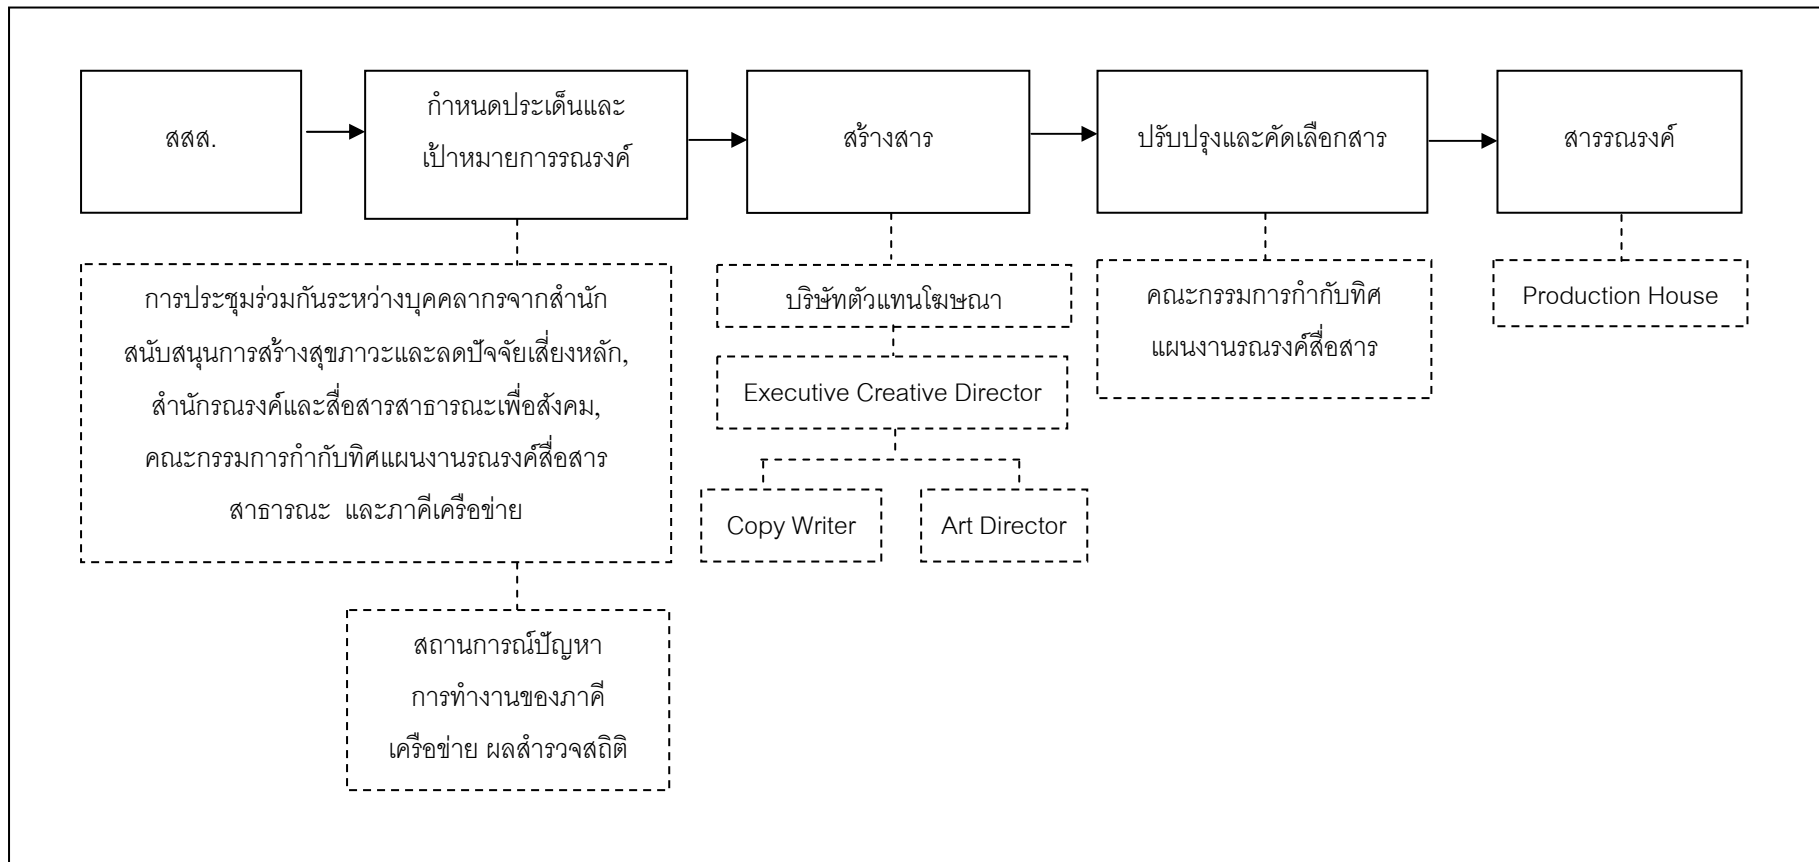 สสส.
กำหนดประเด็นและ
เป้าหมายการรณรงค์
สร้างสาร
ปรับปรุงและคัดเลือกสาร
สารรณรงค์
การประชุมร่วมกันระหว่างบุคคลากรจากสำนัก
สนับสนุนการสร้างสุขภาวะและลดปัจจัยเสี่ยงหลัก,
สำนักรณรงค์และสื่อสารสาธารณะเพื่อสังคม,
คณะกรรมการกำกับทิศแผนงานรณรงค์สื่อสาร
สาธารณะ และภาคีเครือข่าย
สถานการณ์ปัญหา
การทำงานของภาคี
เครือข่าย ผลสำรวจสถิติ
บริษัทตัวแทนโฆษณา
Executive Creative Director
Copy Writer
Art Director
คณะกรรมการกำกับทิศ
แผนงานรณรงค์สื่อสาร
Production House